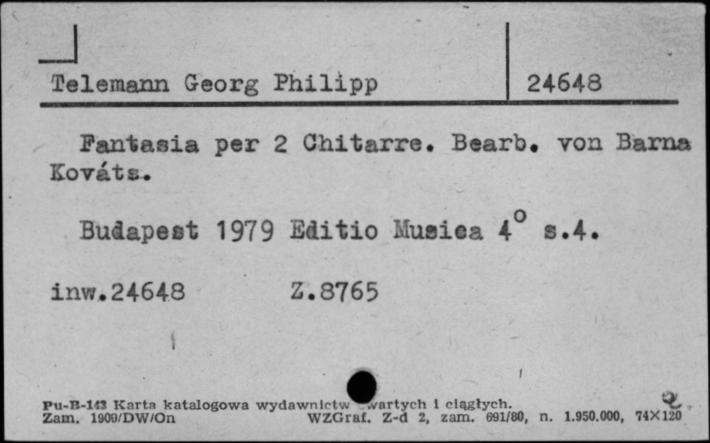 Telemann Georg Philipp 24648
Fantasia per 2 Chitarre. Bearb. von Barna
Kováts.
Budapest 1979 Editio Musica 4° s.4.
inw.24648 Z.8765
Pu-B-143 Karta katalogowa wydawnictw wartych i ciągłych.
Zam. 1909/DW/On WZGraf. Z-d 2, zam. 691/80, n. 1.950.000, 74×120